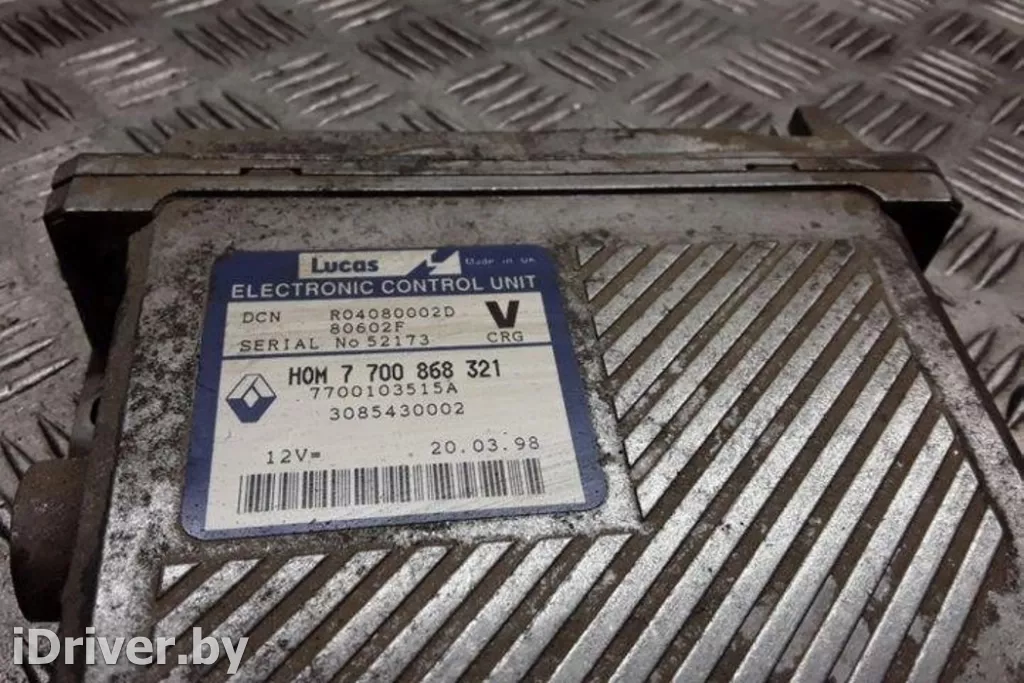 Lucas Made in UK
ELECTRONIC CONTROL UNIT
DCN R04080002D V
80602F
SERIAL No 52173 CRG
HOM 7 700 868 321
7700103515A
3085430002
12V= 20.03.98
iDriver.by